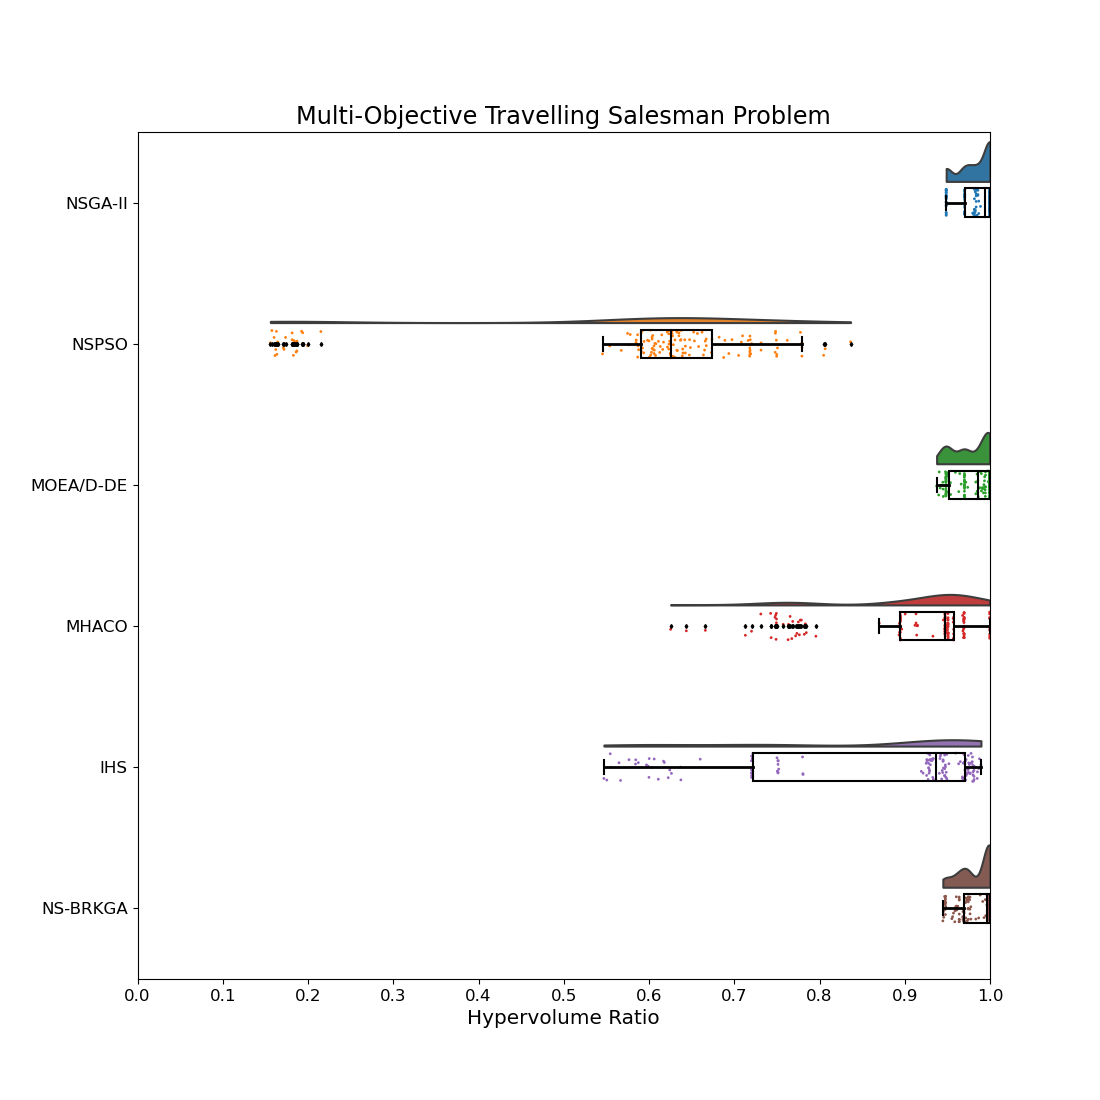 Multi-Objective Travelling Salesman Problem
NSGA-II
NSPSO
MOEA/D-DE
MHACO
IHS
NS-BRKGA
0.0 0.1 0.2 0.3 0.4 0.5 0.6 0.7 0.8 0.9 1.0
Hypervolume Ratio